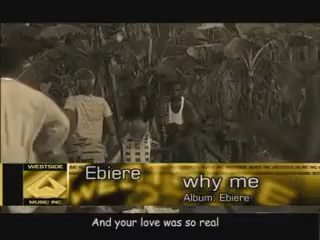 WESTSIDE
MUSIC INC.
Ebiere
why me
Album: Ebiere
And your love was so real